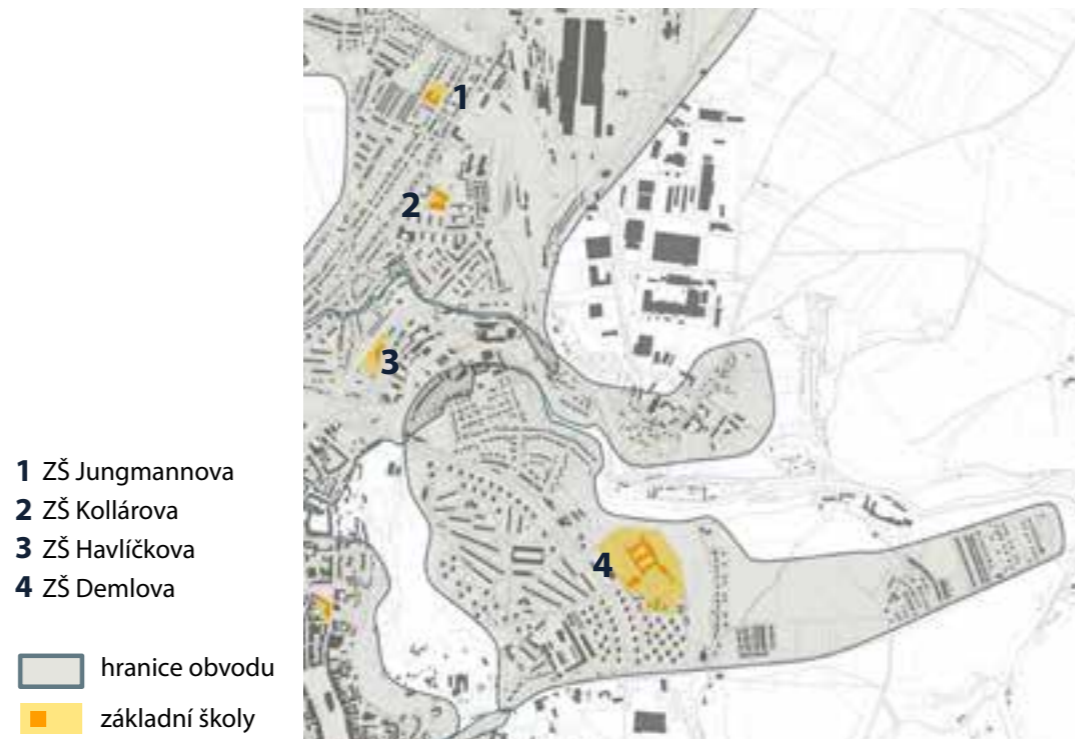 1
2
3
4
1 ZŠ Jungmannova
2 ZŠ Kollárova
3 ZŠ Havlíčkova
4 ZŠ Demlova
hranice obvodu
základní školy